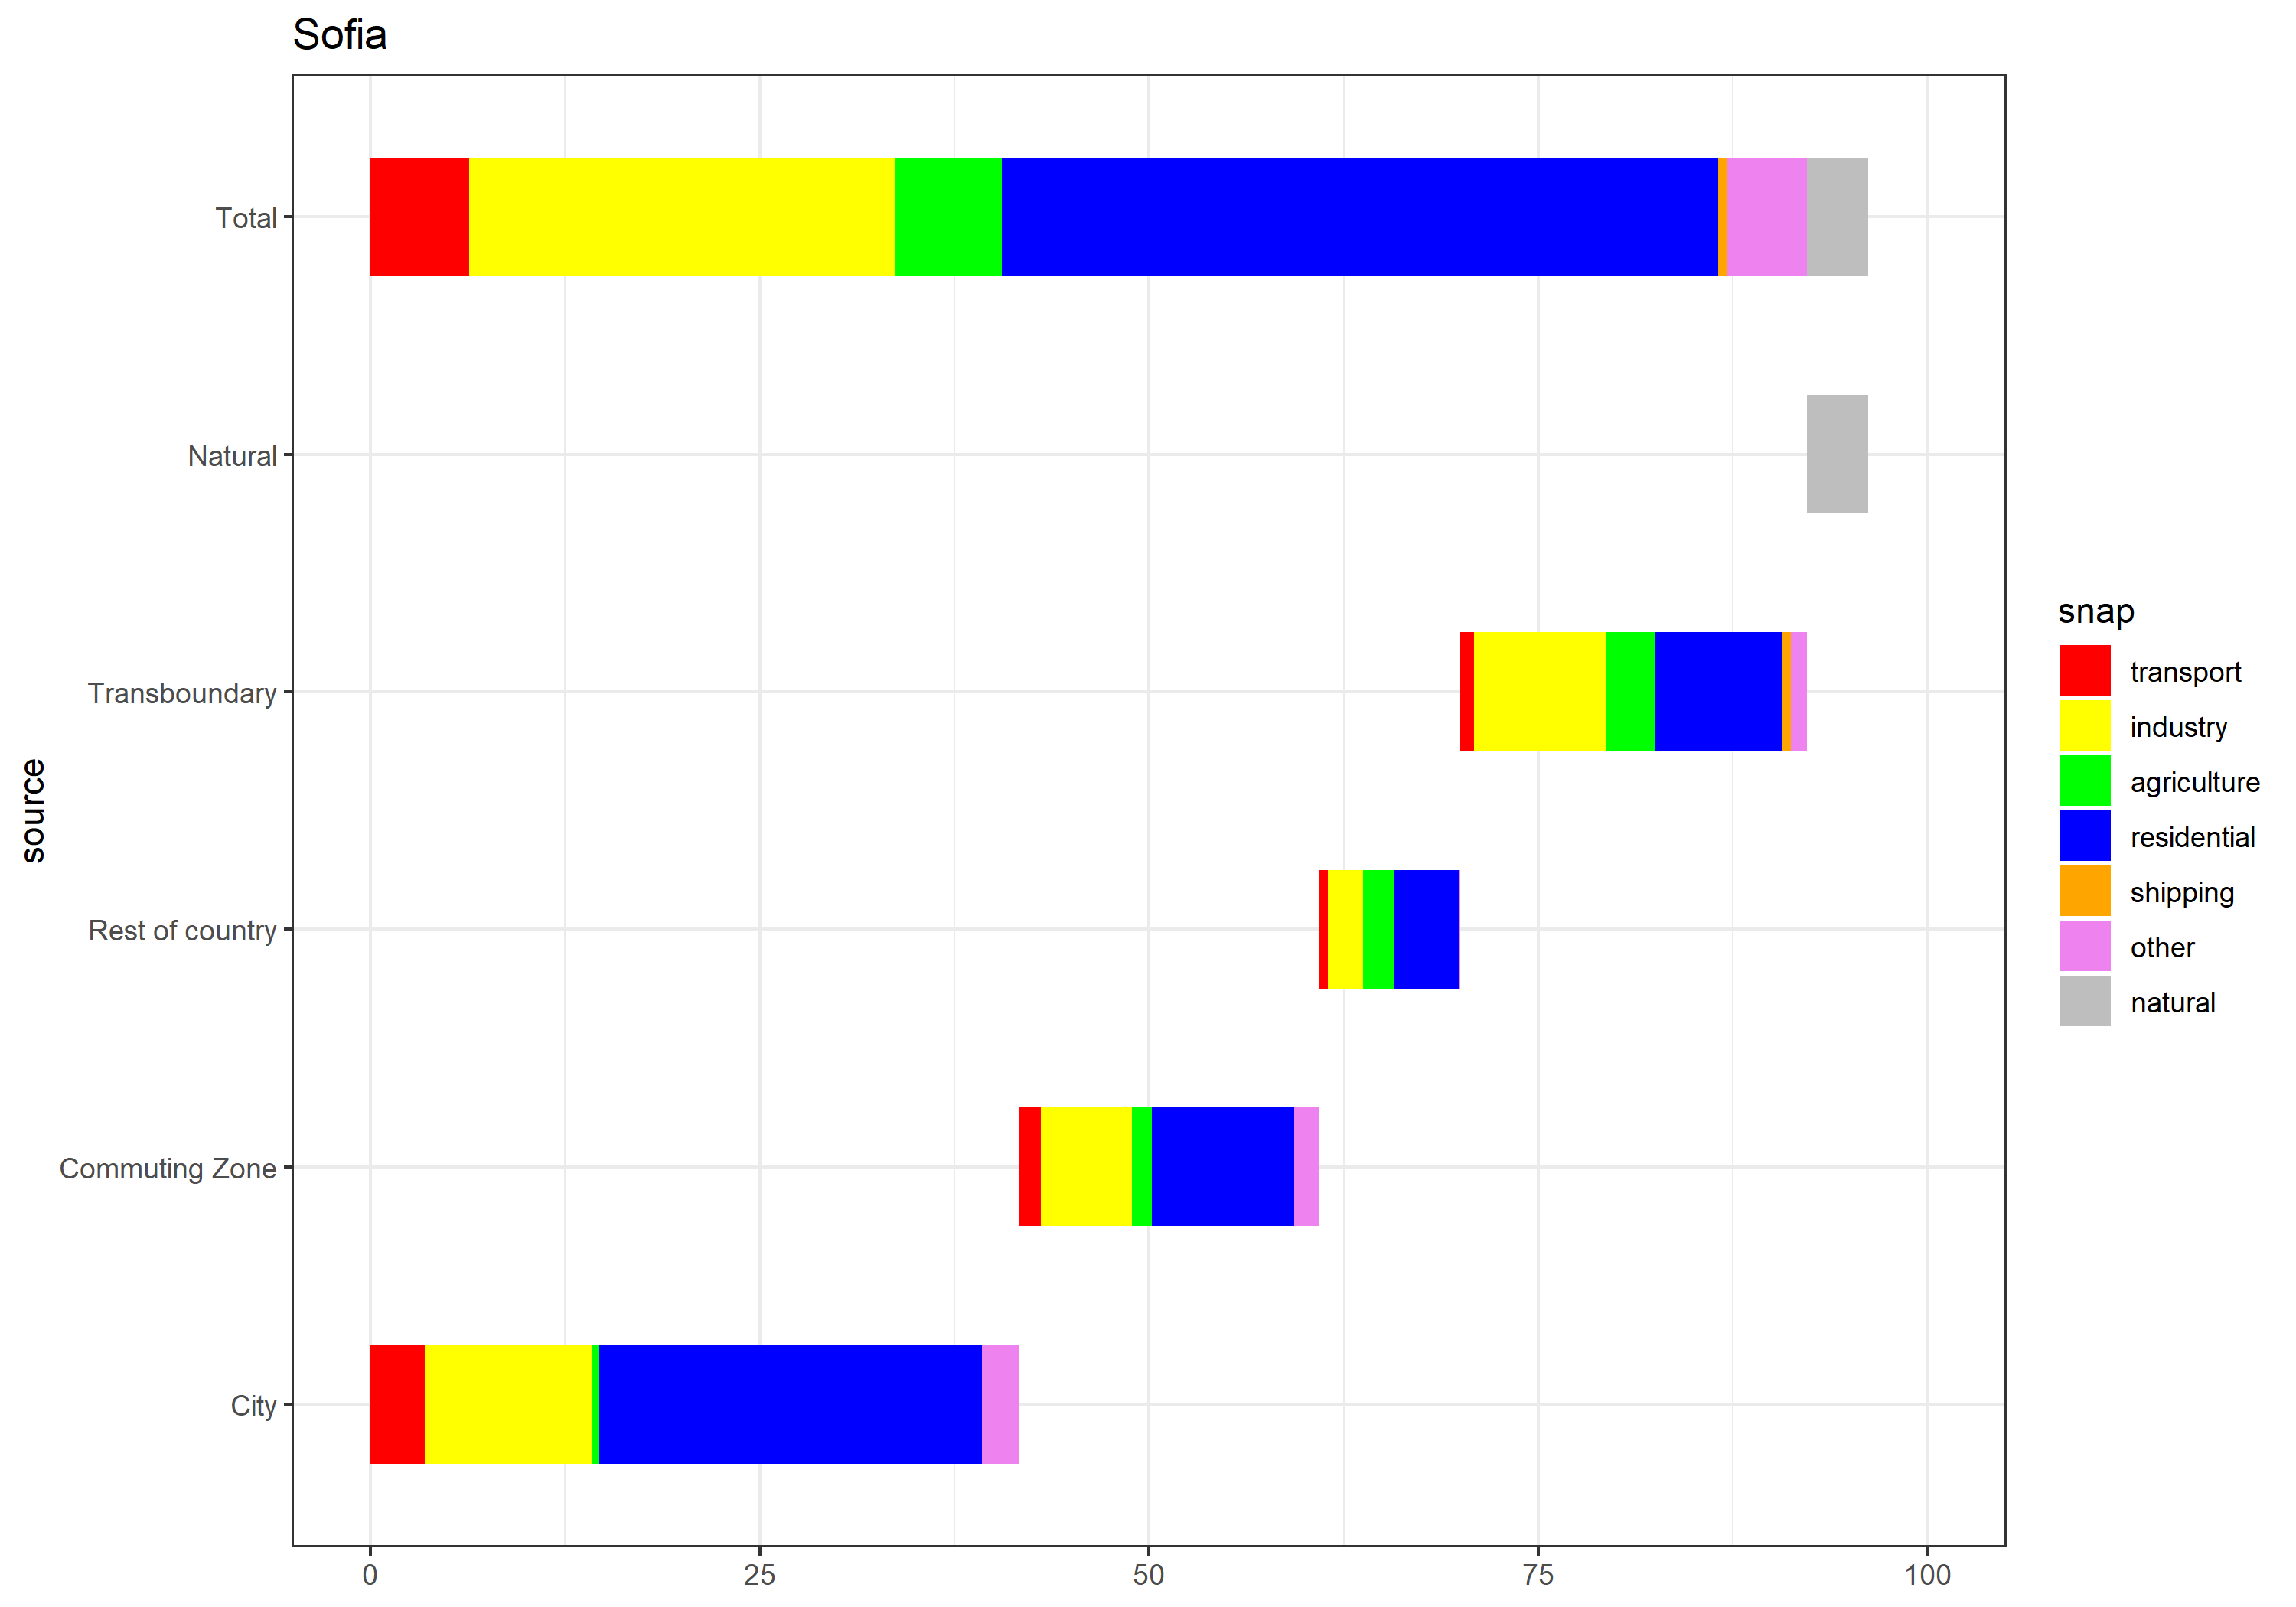 Sofia
Total
Natural
Transboundary
Rest of country
Commuting Zone
City
source
0 25 50 75 100
snap
transport
industry
agriculture
residential
shipping
other
natural